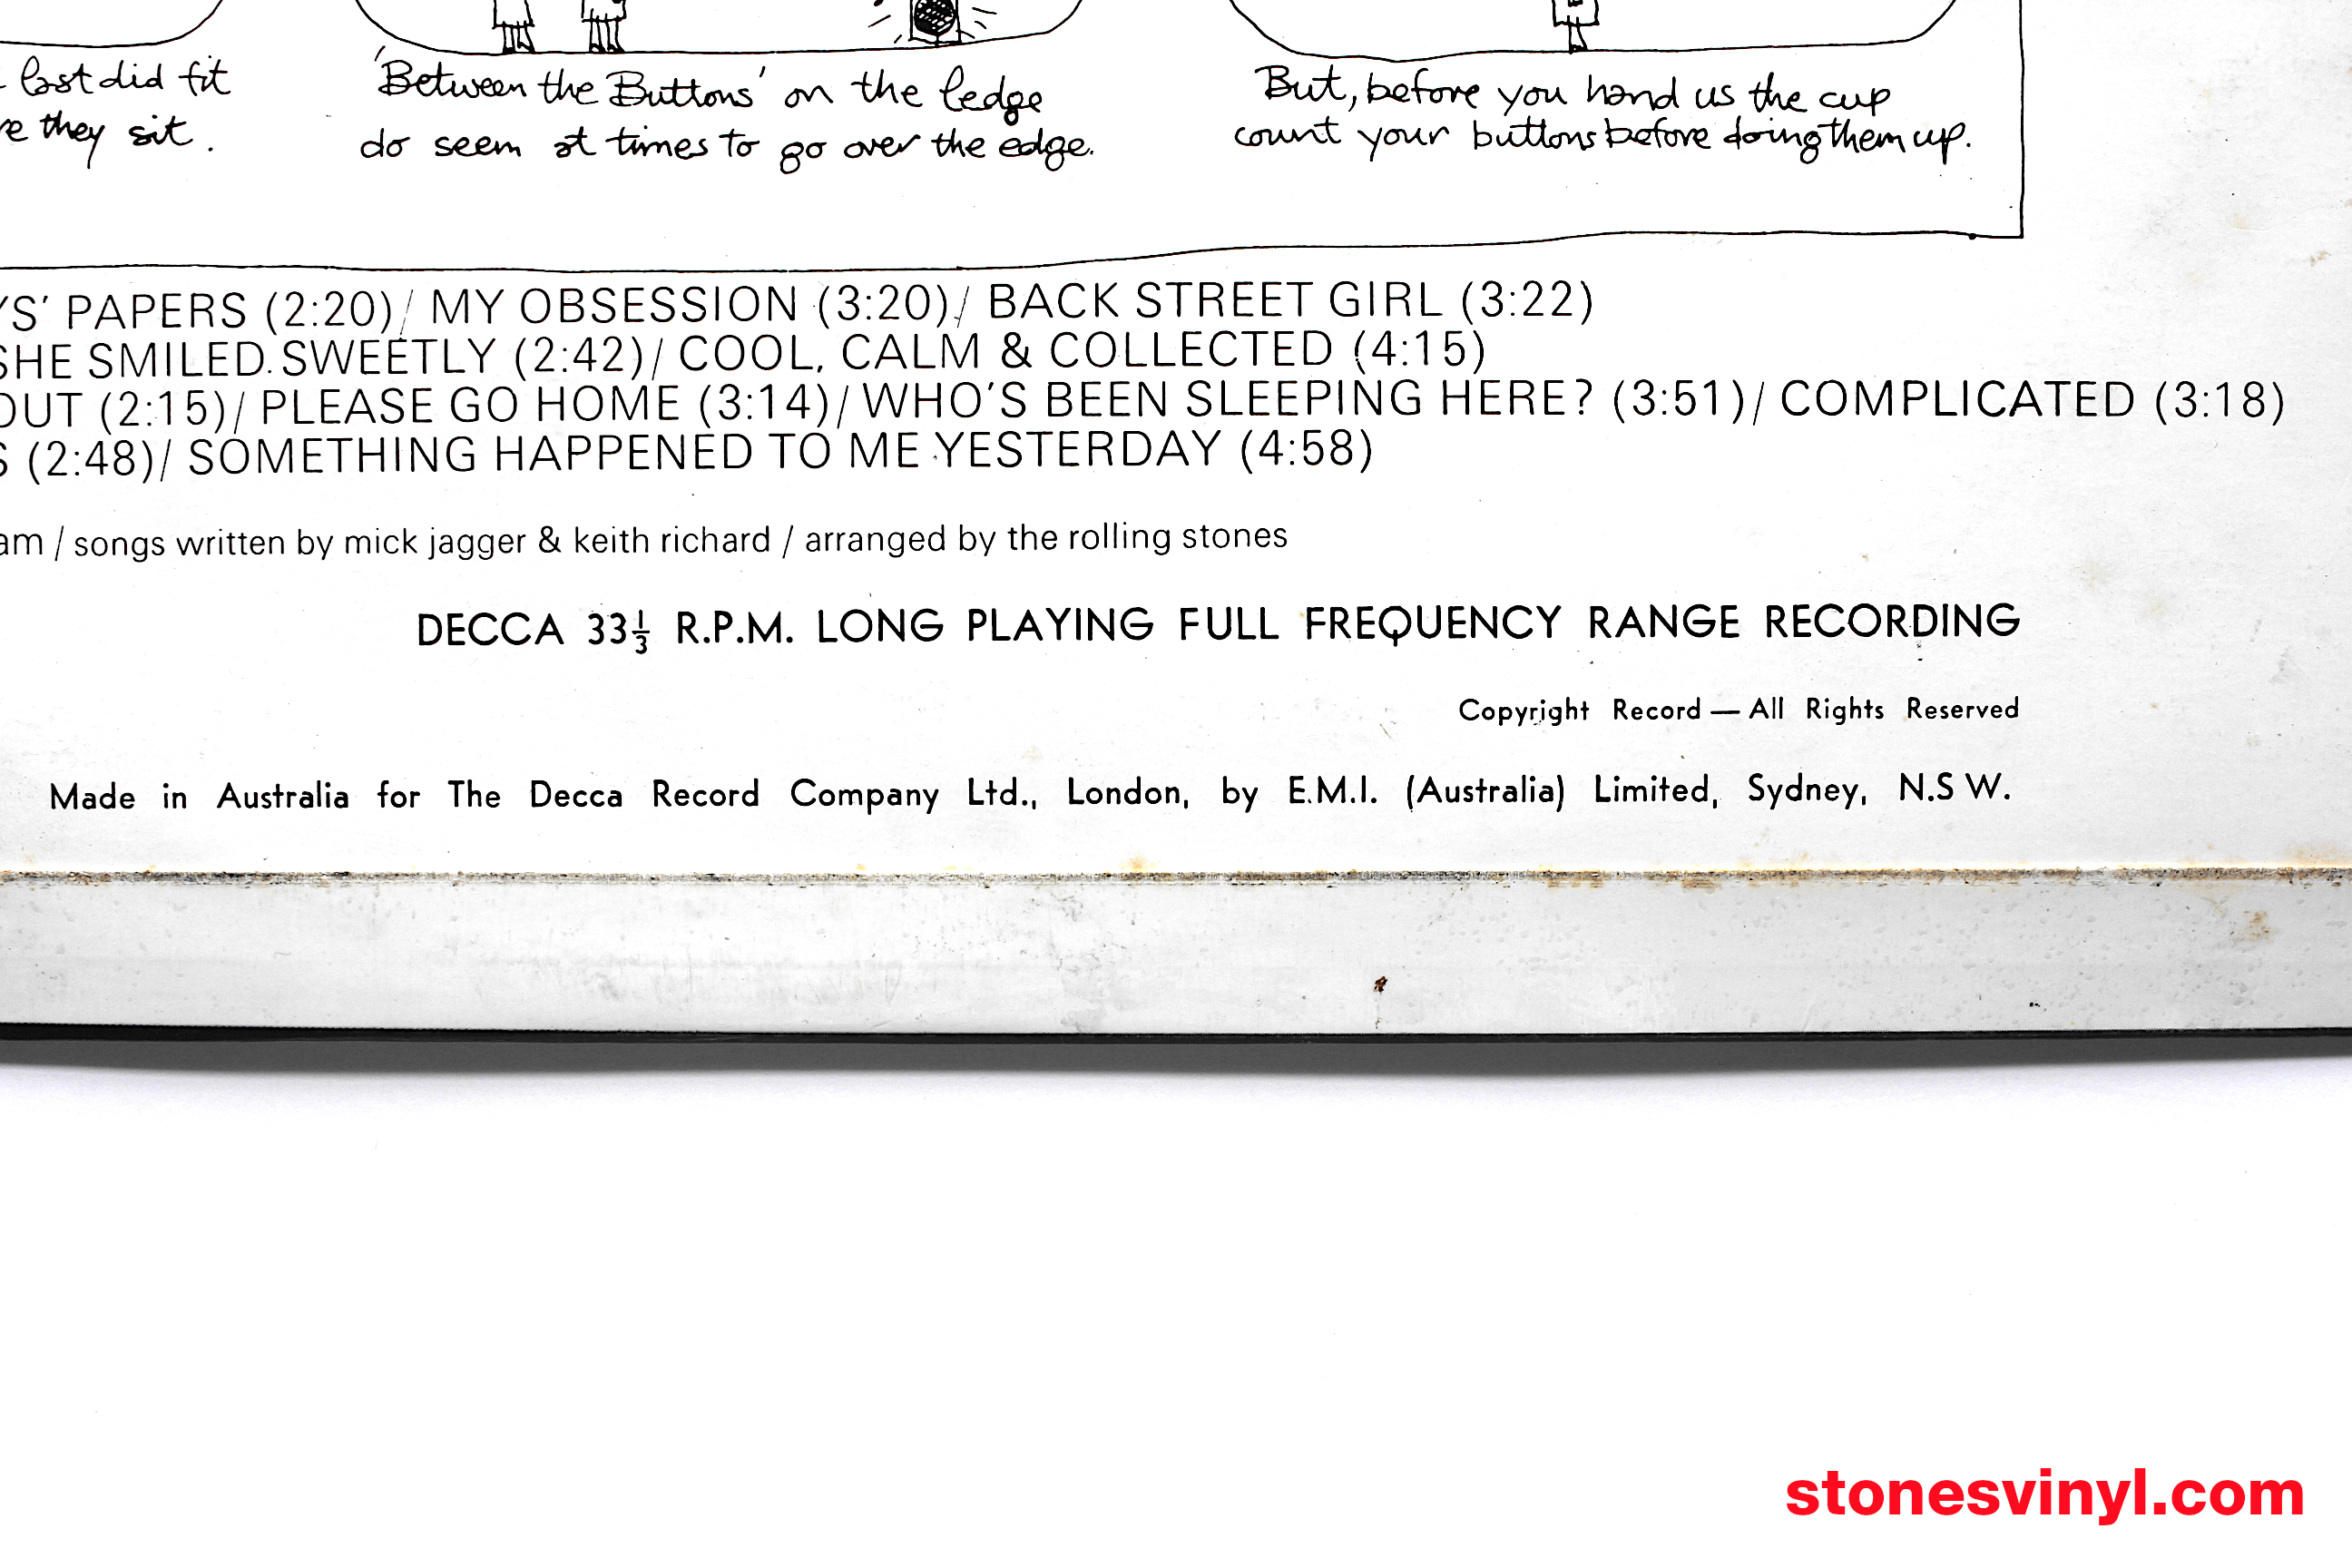 last did fit
they sit.
'Between the Buttons' on the ledge
do seem at times to go over the edge.
But, before you hand us the cup
count your buttons before doing them up.
YS' PAPERS (2:20)/ MY OBSESSION (3:20)/ BACK STREET GIRL (3:22)
SHE SMILED SWEETLY (2:42)/ COOL, CALM & COLLECTED (4:15)
OUT (2:15)/ PLEASE GO HOME (3:14)/ WHO'S BEEN SLEEPING HERE? (3:51)/ COMPLICATED (3:18)
S (2:48)/ SOMETHING HAPPENED TO ME YESTERDAY (4:58)
am / songs written by mick jagger & keith richard / arranged by the rolling stones
DECCA 33⅓ R.P.M. LONG PLAYING FULL FREQUENCY RANGE RECORDING
Copyright Record — All Rights Reserved
Made in Australia for The Decca Record Company Ltd., London, by E.M.I. (Australia) Limited, Sydney, N.S W.
stonesvinyl.com